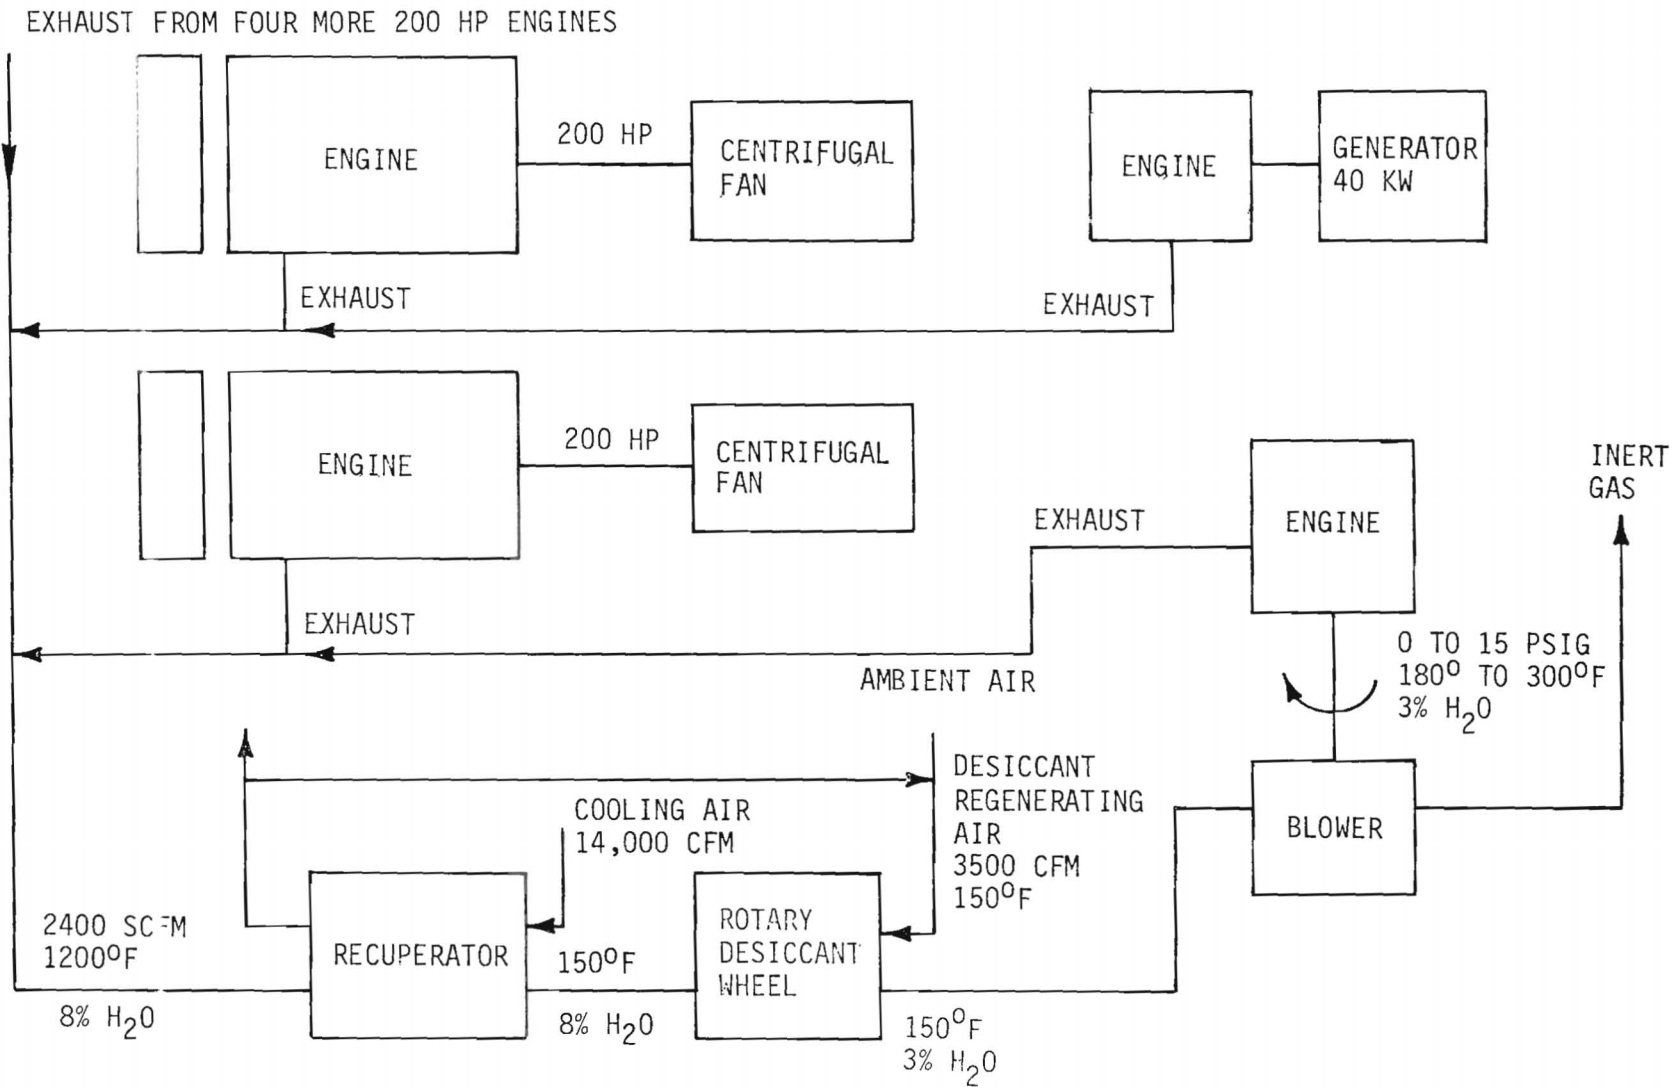 EXHAUST FROM FOUR MORE 200 HP ENGINES
ENGINE
200 HP
CENTRIFUGAL
FAN
ENGINE
GENERATOR
40 KW
EXHAUST
EXHAUST
ENGINE
200 HP
CENTRIFUGAL
FAN
EXHAUST
ENGINE
INERT
GAS
EXHAUST
AMBIENT AIR
0 TO 15 PSIG
180° TO 300°F
3% H₂O
DESICCANT
REGENERATING
AIR
3500 CFM
150°F
COOLING AIR
14,000 CFM
BLOWER
2400 SCFM
1200°F
8% H₂O
RECUPERATOR
150°F
8% H₂O
ROTARY
DESICCANT
WHEEL
150°F
3% H₂O